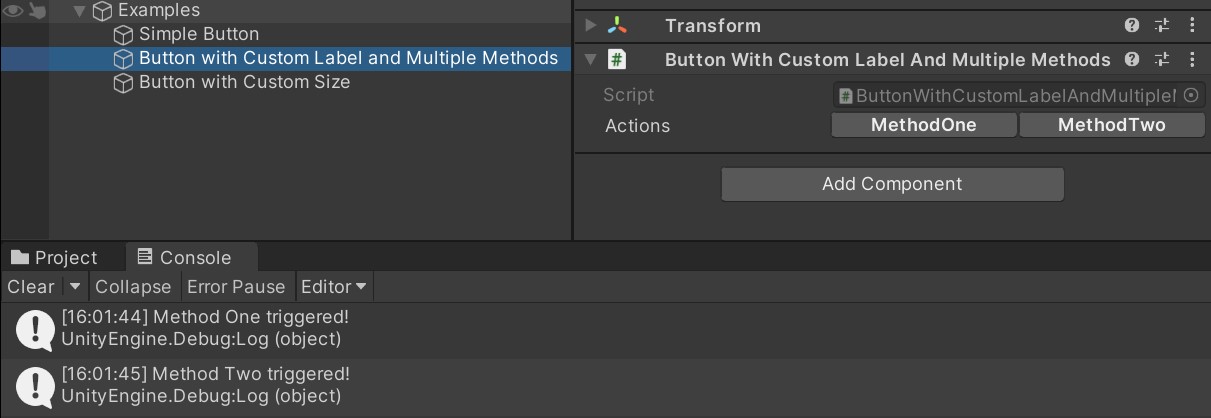 Examples
Simple Button
Button with Custom Label and Multiple Methods
Button with Custom Size
Transform
Button With Custom Label And Multiple Methods
Script
ButtonWithCustomLabelAndMultipleM
Actions
MethodOne
MethodTwo
Add Component
Project
Console
Clear
Collapse
Error Pause
Editor
[16:01:44] Method One triggered!
UnityEngine.Debug:Log (object)
[16:01:45] Method Two triggered!
UnityEngine.Debug:Log (object)